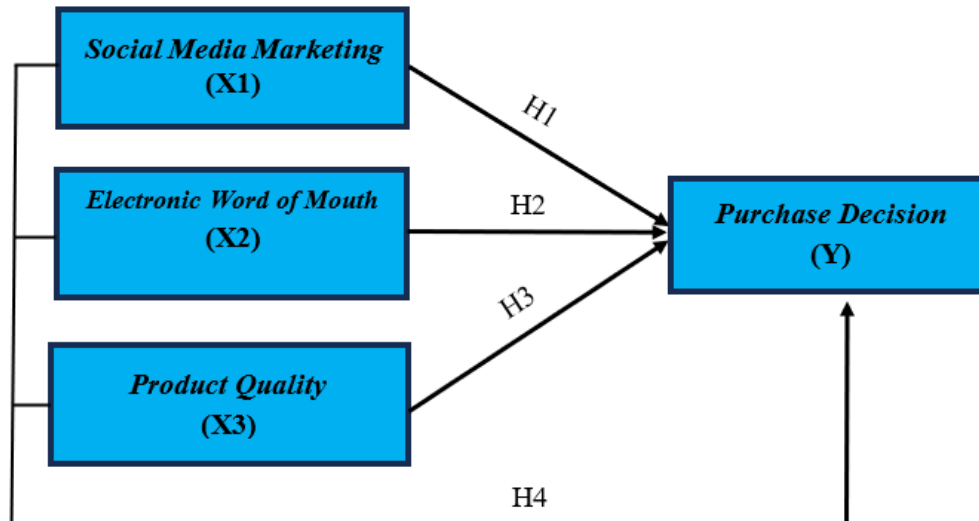 Social Media Marketing
(X1)
H1
Electronic Word of Mouth
(X2)
H2
Purchase Decision
(Y)
H3
Product Quality
(X3)
H4